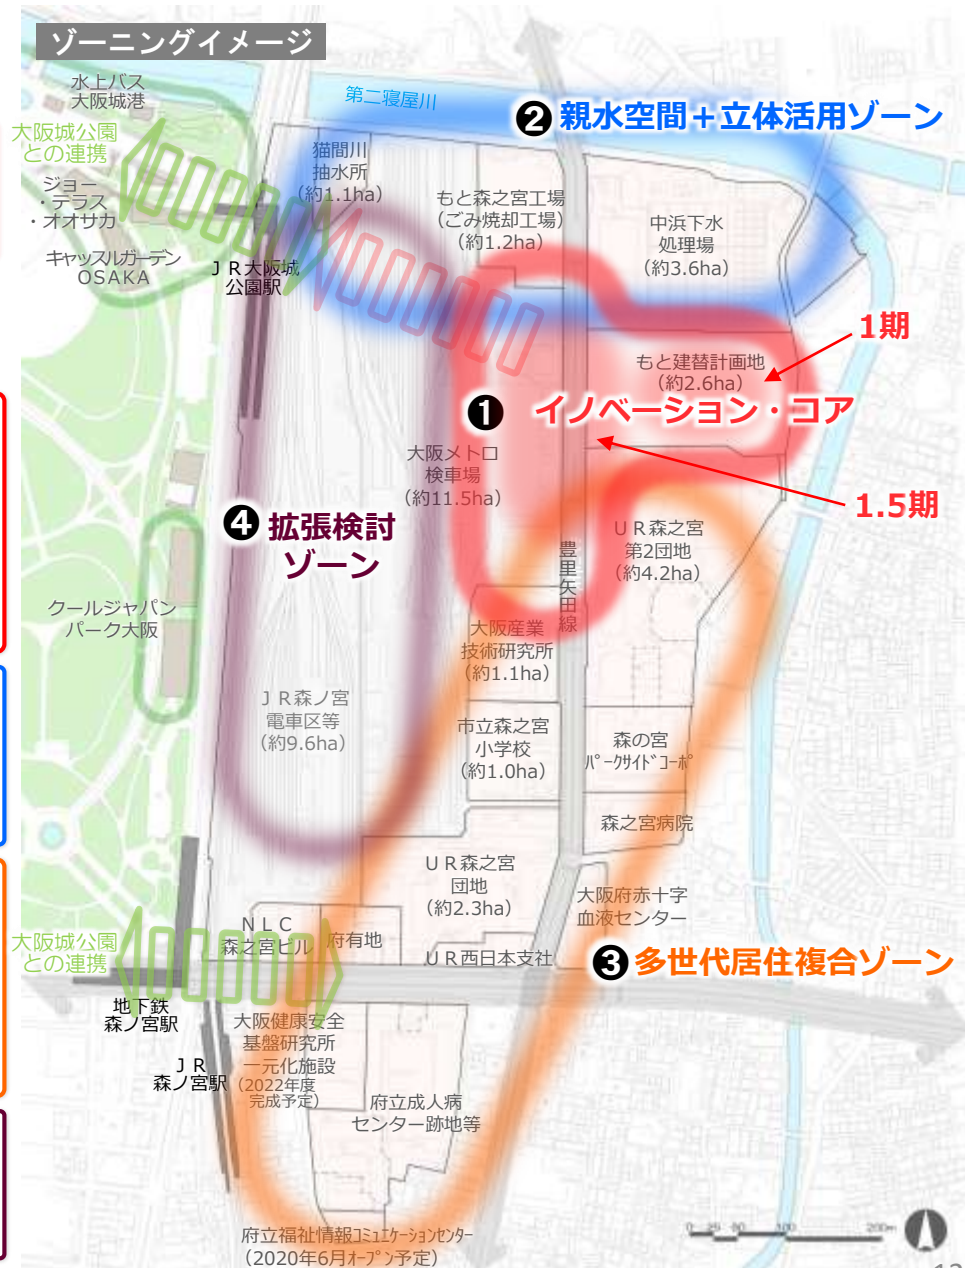 ゾーニングイメージ
水上バス
大阪城港
第二寝屋川
❷ 親水空間＋立体活用ゾーン
大阪城公園
との連携
猫間川
抽水所
(約1.1ha)
ジョー
・テラス
・オオサカ
もと森之宮工場
(ごみ焼却工場)
(約1.2ha)
中浜下水
処理場
(約3.6ha)
キャッスルガーデン
OSAKA
ＪＲ大阪城
公園駅
1期
もと建替計画地
(約2.6ha)
❶ イノベーション・コア
大阪メトロ
検車場
(約11.5ha)
1.5期
❹ 拡張検討
ゾーン
ＵＲ森之宮
第2団地
(約4.2ha)
豊里矢田線
クールジャパン
パーク大阪
大阪産業
技術研究所
(約1.1ha)
ＪＲ森ノ宮
電車区等
(約9.6ha)
市立森之宮
小学校
(約1.0ha)
森の宮
ﾊﾟｰｸｻｲﾄﾞｺｰﾎﾟ
森之宮病院
ＵＲ森之宮
団地
(約2.3ha)
大阪府赤十字
血液センター
ＮＬＣ
森之宮ビル
府有地
ＵＲ西日本支社
大阪城公園
との連携
❸ 多世代居住複合ゾーン
地下鉄
森ノ宮駅
大阪健康安全
基盤研究所
一元化施設
(2022年度
完成予定)
ＪＲ
森ノ宮駅
府立成人病
センター跡地等
府立福祉情報ｺﾐｭﾆｹｰｼｮﾝｾﾝﾀｰ
(2020年6月ｵｰﾌﾟﾝ予定)
0 25 50 100 200m